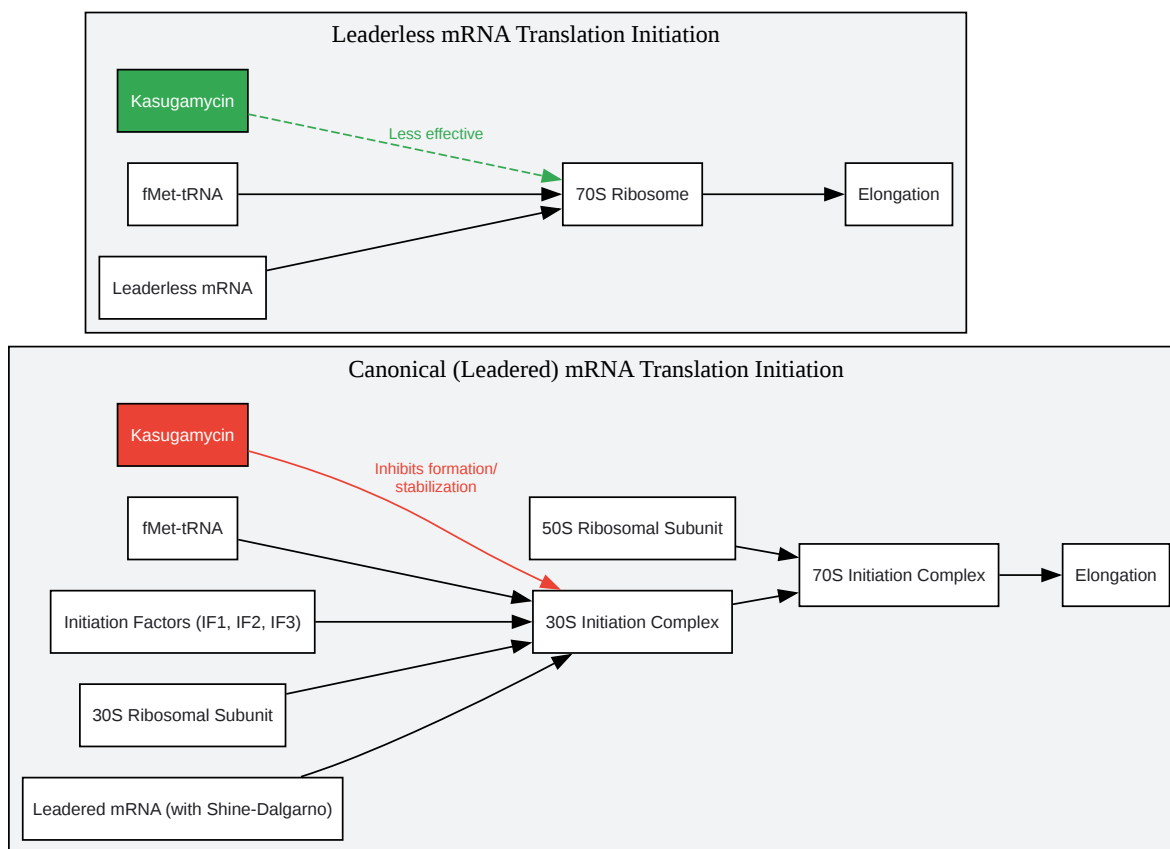 Leaderless mRNA Translation Initiation
Kasugamycin
Less effective
fMet-tRNA
70S Ribosome
Elongation
Leaderless mRNA
Canonical (Leadered) mRNA Translation Initiation
Kasugamycin
Inhibits formation/
stabilization
fMet-tRNA
50S Ribosomal Subunit
70S Initiation Complex
Elongation
Initiation Factors (IF1, IF2, IF3)
30S Initiation Complex
30S Ribosomal Subunit
Leadered mRNA (with Shine-Dalgarno)